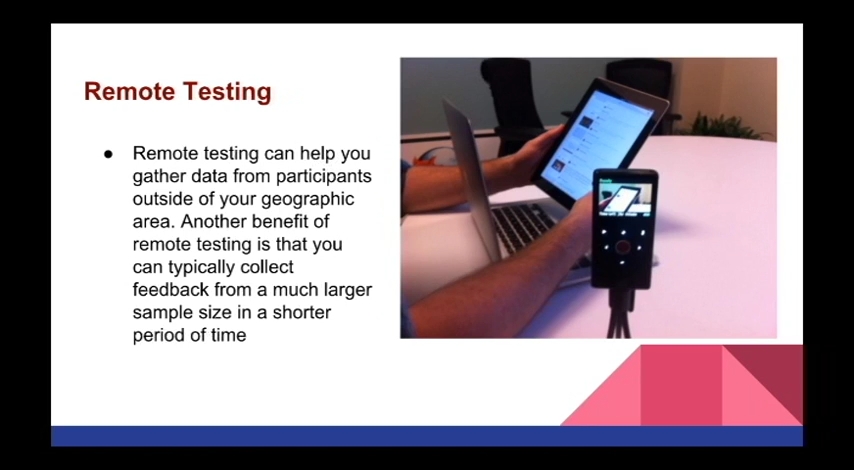 Remote Testing
● Remote testing can help you
gather data from participants
outside of your geographic
area. Another benefit of
remote testing is that you
can typically collect
feedback from a much larger
sample size in a shorter
period of time